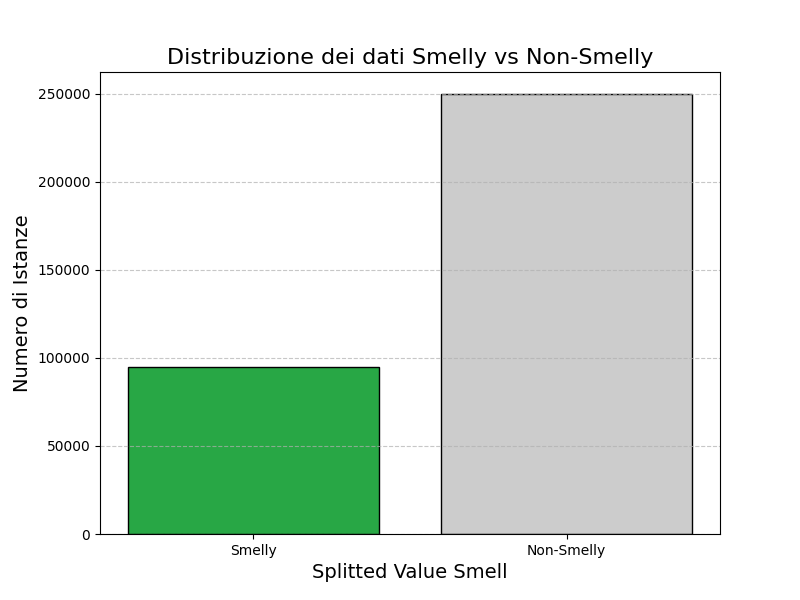 Distribuzione dei dati Smelly vs Non-Smelly
Numero di Istanze
250000
200000
150000
100000
50000
0
Smelly
Non-Smelly
Splitted Value Smell